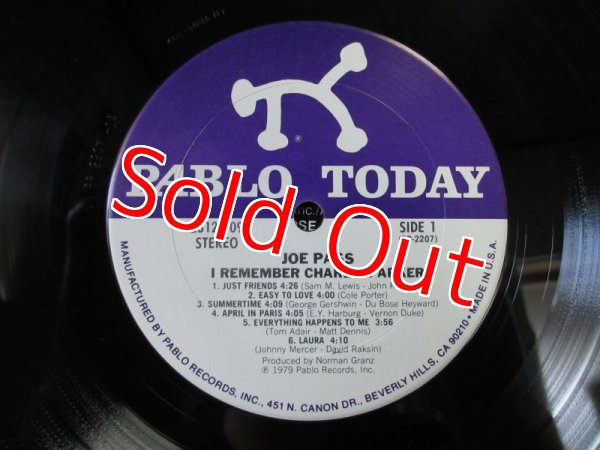 ®
PABLO TODAY
Sold Out
STEREO
SIDE 1
JOE PASS
I REMEMBER
1. JUST FRIENDS 4:26 (Sam M. Lewis - John
2. EASY TO LOVE 4:00 (Cole Porter)
3. SUMMERTIME 4:09 (George Gershwin - Du Bose Heyward)
4. APRIL IN PARIS 4:05 (E.Y. Harburg - Vernon Duke)
5. EVERYTHING HAPPENS TO ME 3:56
(Tom Adair - Matt Dennis)
6. LAURA 4:10
(Johnny Mercer - David Raksin)
Produced by Norman Granz
℗ 1979 Pablo Records, Inc.
MANUFACTURED BY PABLO RECORDS, INC., 451 N. CANON DR., BEVERLY HILLS, CA 90210 • MADE IN U.S.A.